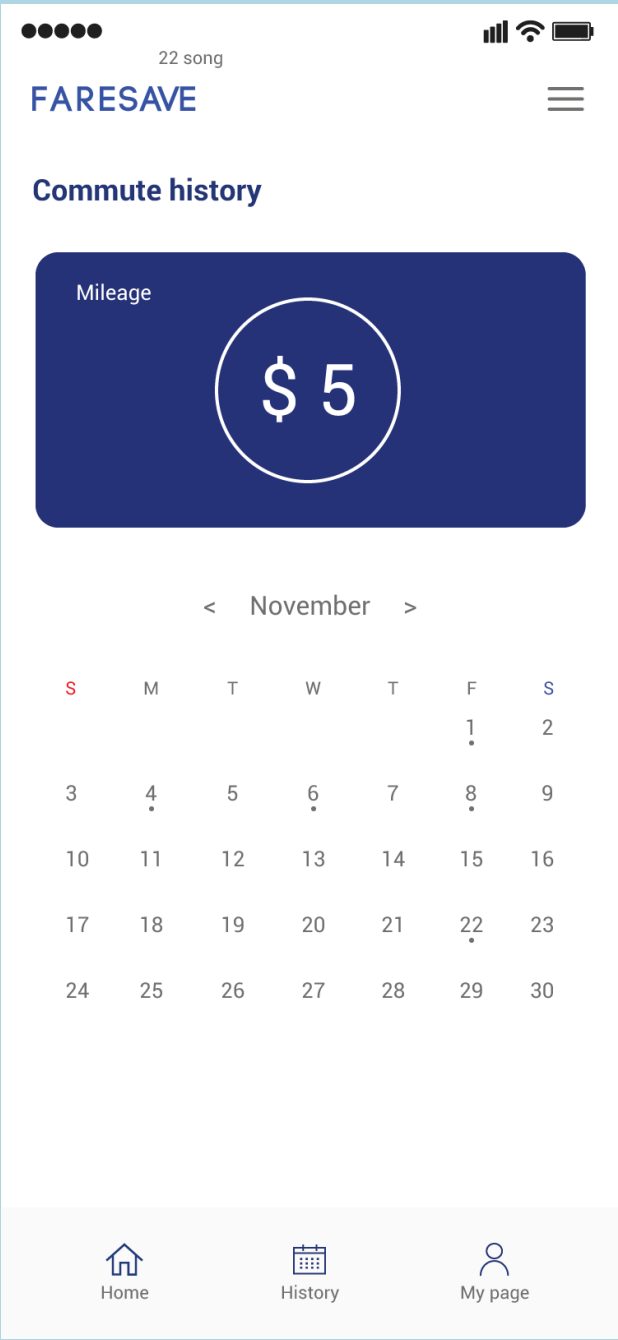 22 song
FARESAVE
Commute history
Mileage
$ 5
< November >
S M T W T F S
1 2
3 4 5 6 7 8 9
10 11 12 13 14 15 16
17 18 19 20 21 22 23
24 25 26 27 28 29 30
Home History My page